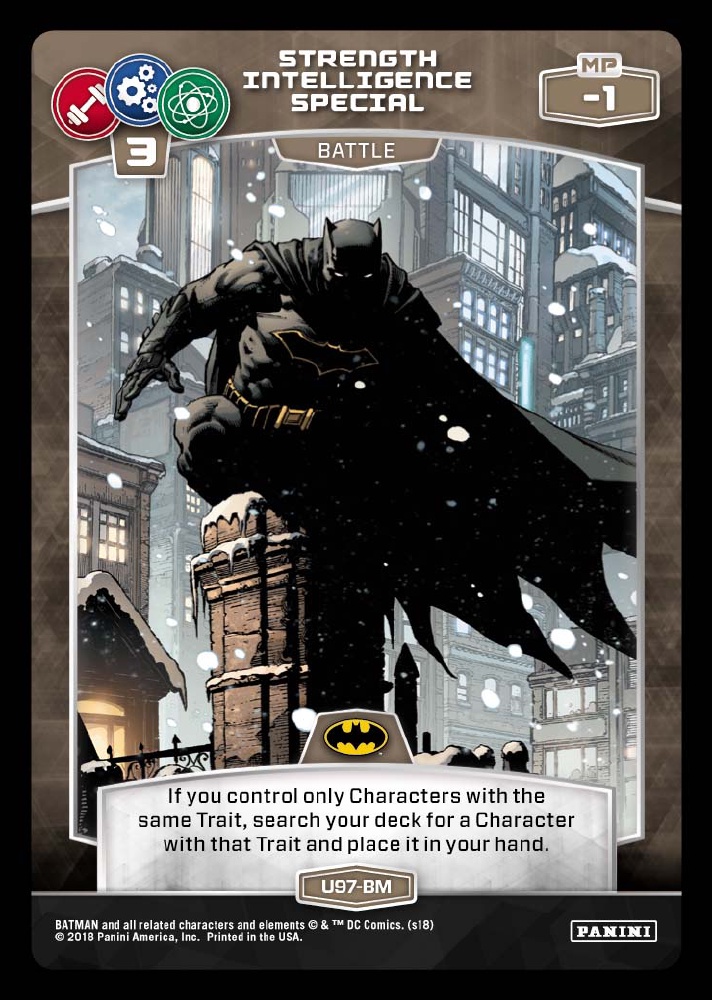 STRENGTH
INTELLIGENCE
SPECIAL
MP
-1
3
BATTLE
If you control only Characters with the
same Trait, search your deck for a Character
with that Trait and place it in your hand.
U97-BM
BATMAN and all related characters and elements © & ™ DC Comics. (s18)
© 2018 Panini America, Inc. Printed in the USA.
PANINI